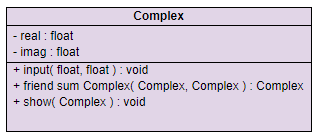 Complex
- real : float
- imag : float
+ input( float, float ) : void
+ friend sum Complex( Complex, Complex ) : Complex
+ show( Complex ) : void